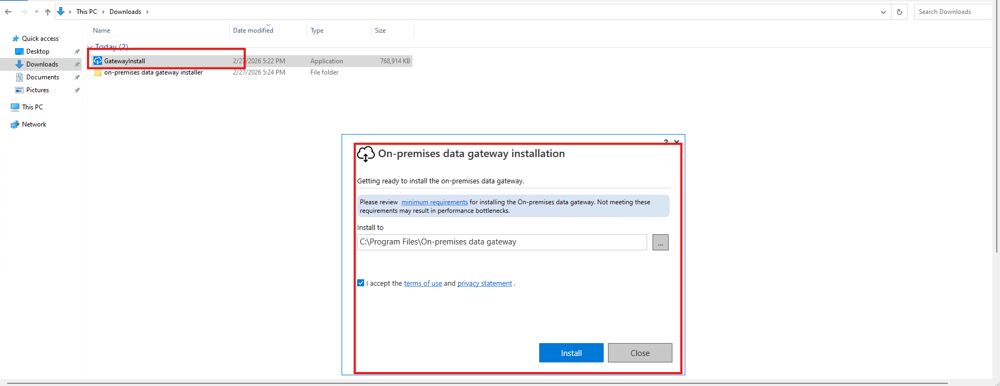 This PC > Downloads >
Search Downloads
Name Date modified Type Size
Quick access
Desktop
Downloads
Documents
Pictures
This PC
Network
Today (2)
GatewayInstall 2/27/2026 5:22 PM Application 768,914 KB
on-premises data gateway installer 2/27/2026 5:24 PM File folder
On-premises data gateway installation
Getting ready to install the on-premises data gateway.
Please review minimum requirements for installing the On-premises data gateway. Not meeting these
requirements may result in performance bottlenecks.
Install to
C:\Program Files\On-premises data gateway
...
I accept the terms of use and privacy statement .
Install Close